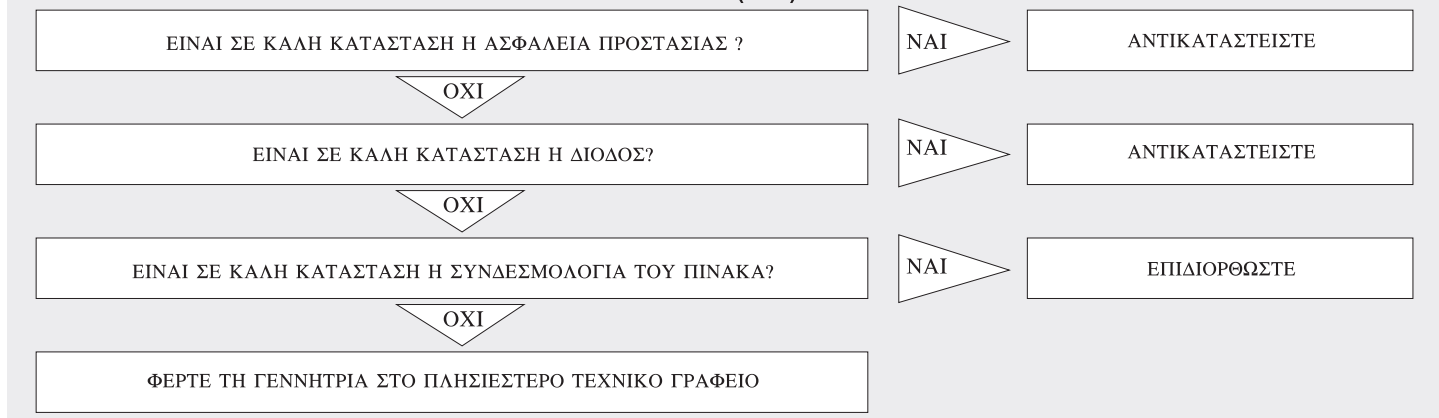 ΕΙΝΑΙ ΣΕ ΚΑΛΗ ΚΑΤΑΣΤΑΣΗ Η ΑΣΦΑΛΕΙΑ ΠΡΟΣΤΑΣΙΑΣ ?
ΝΑΙ
ΑΝΤΙΚΑΤΑΣΤΕΙΣΤΕ
ΟΧΙ
ΕΙΝΑΙ ΣΕ ΚΑΛΗ ΚΑΤΑΣΤΑΣΗ Η ΔΙΟΔΟΣ?
ΝΑΙ
ΑΝΤΙΚΑΤΑΣΤΕΙΣΤΕ
ΟΧΙ
ΕΙΝΑΙ ΣΕ ΚΑΛΗ ΚΑΤΑΣΤΑΣΗ Η ΣΥΝΔΕΣΜΟΛΟΓΙΑ ΤΟΥ ΠΙΝΑΚΑ?
ΝΑΙ
ΕΠΙΔΙΟΡΘΩΣΤΕ
ΟΧΙ
ΦΕΡΤΕ ΤΗ ΓΕΝΝΗΤΡΙΑ ΣΤΟ ΠΛΗΣΙΕΣΤΕΡΟ ΤΕΧΝΙΚΟ ΓΡΑΦΕΙΟ